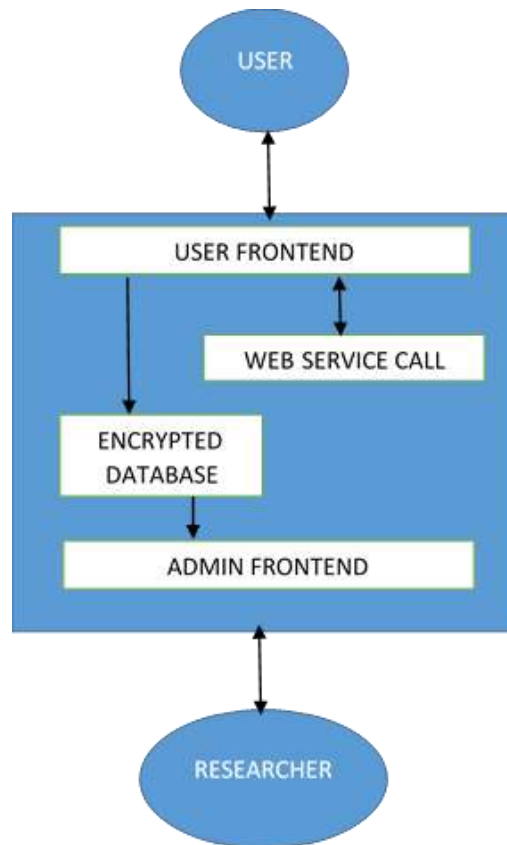 USER
USER FRONTEND
WEB SERVICE CALL
ENCRYPTED
DATABASE
ADMIN FRONTEND
RESEARCHER